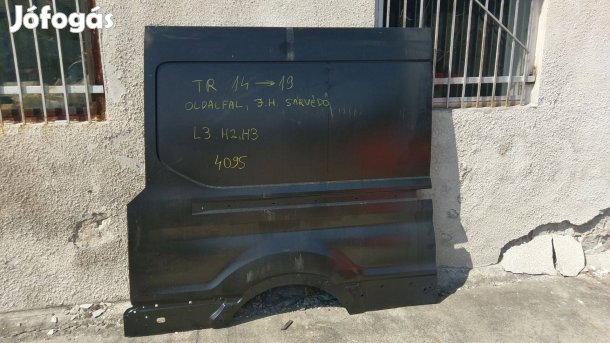 Jófogás
TR 14→19
OLDALFAL, J.H. SÁRVÉDŐ
L3 H2,H3
4095